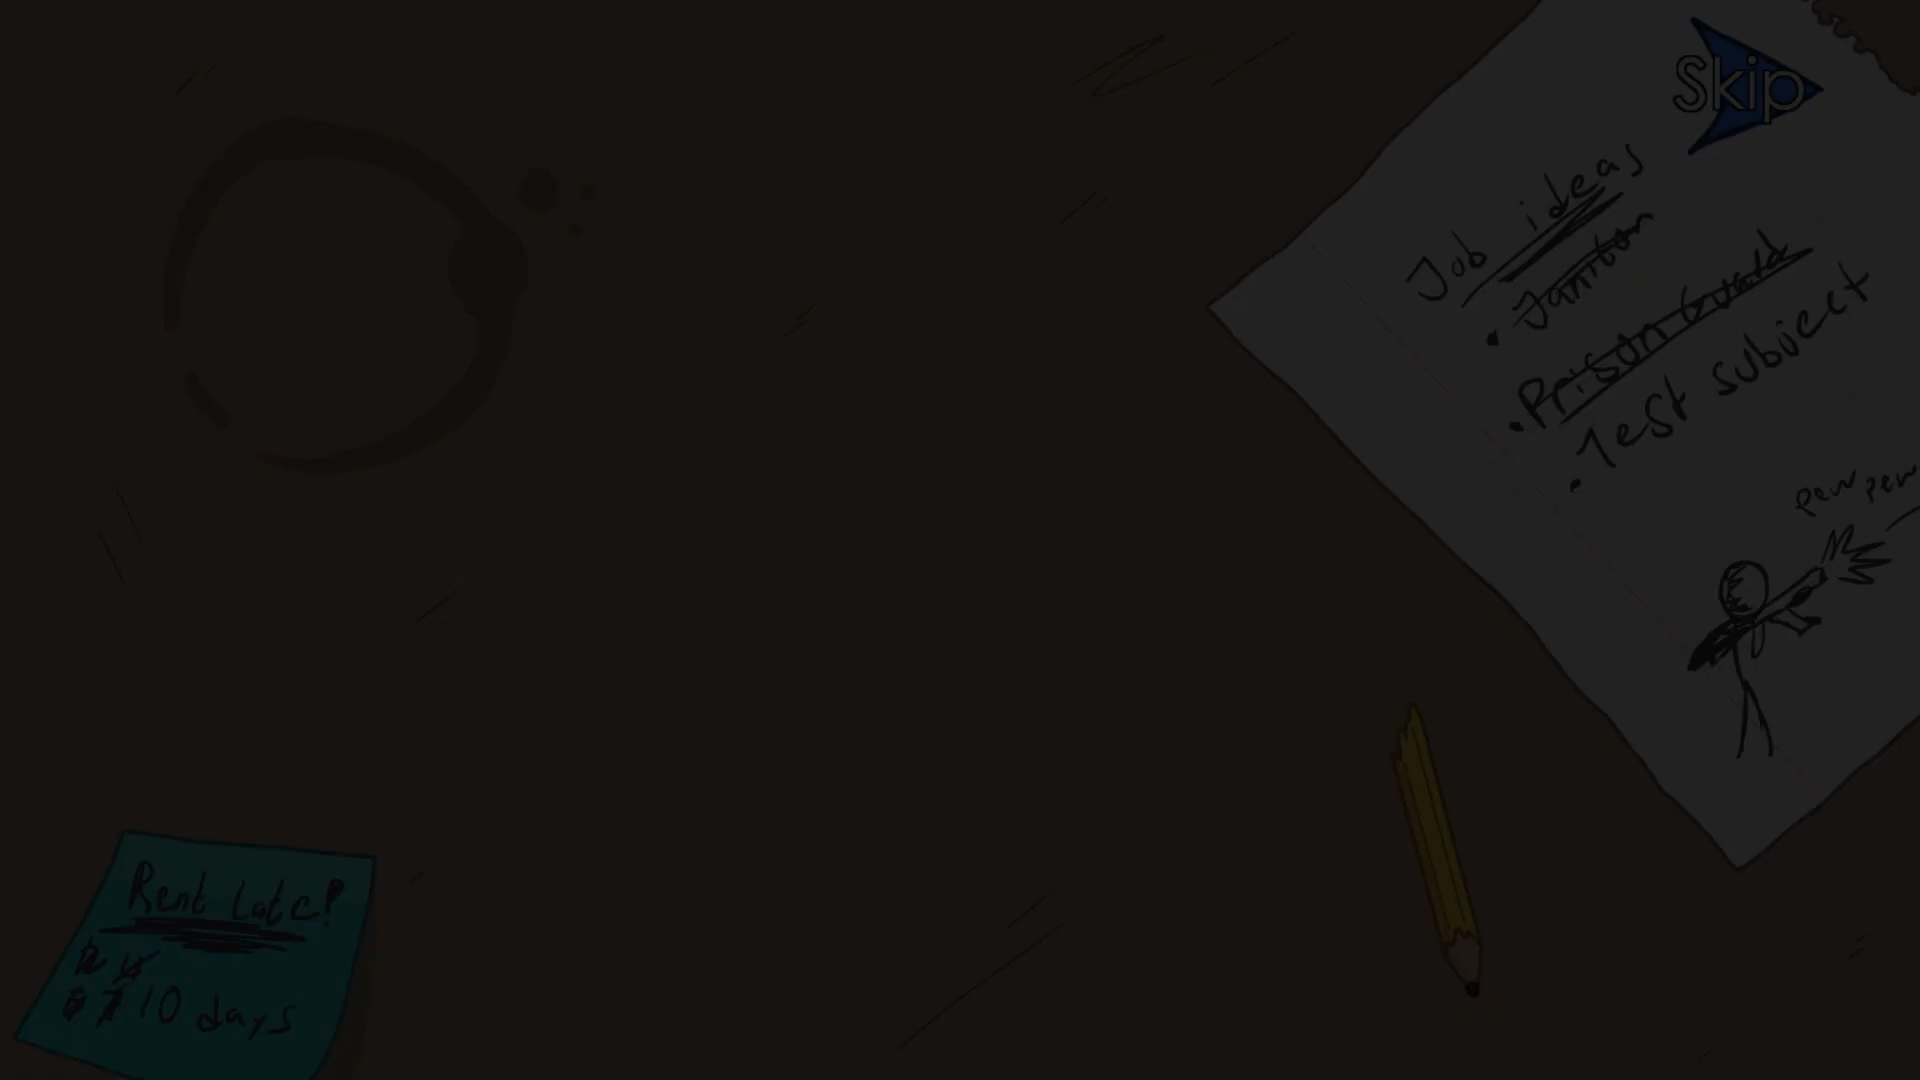 Skip
Job ideas
• Janitor
• Prison Guard
• Test subject
pew pew
Rent Late!
10 days